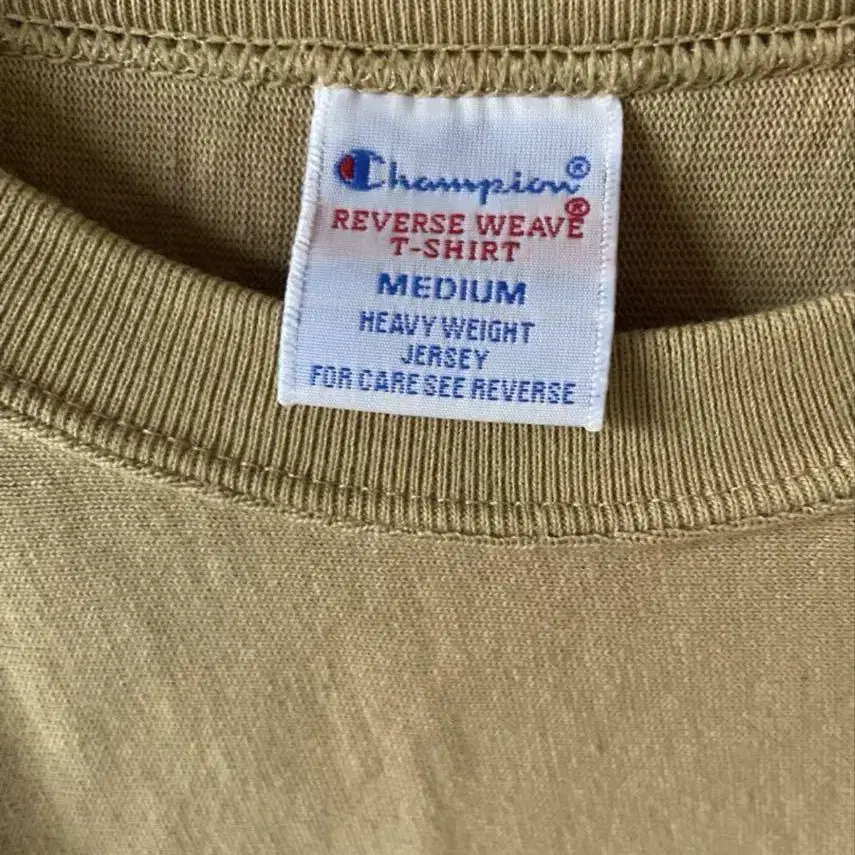 Champion®
REVERSE WEAVE®
T-SHIRT
MEDIUM
HEAVY WEIGHT
JERSEY
FOR CARE SEE REVERSE